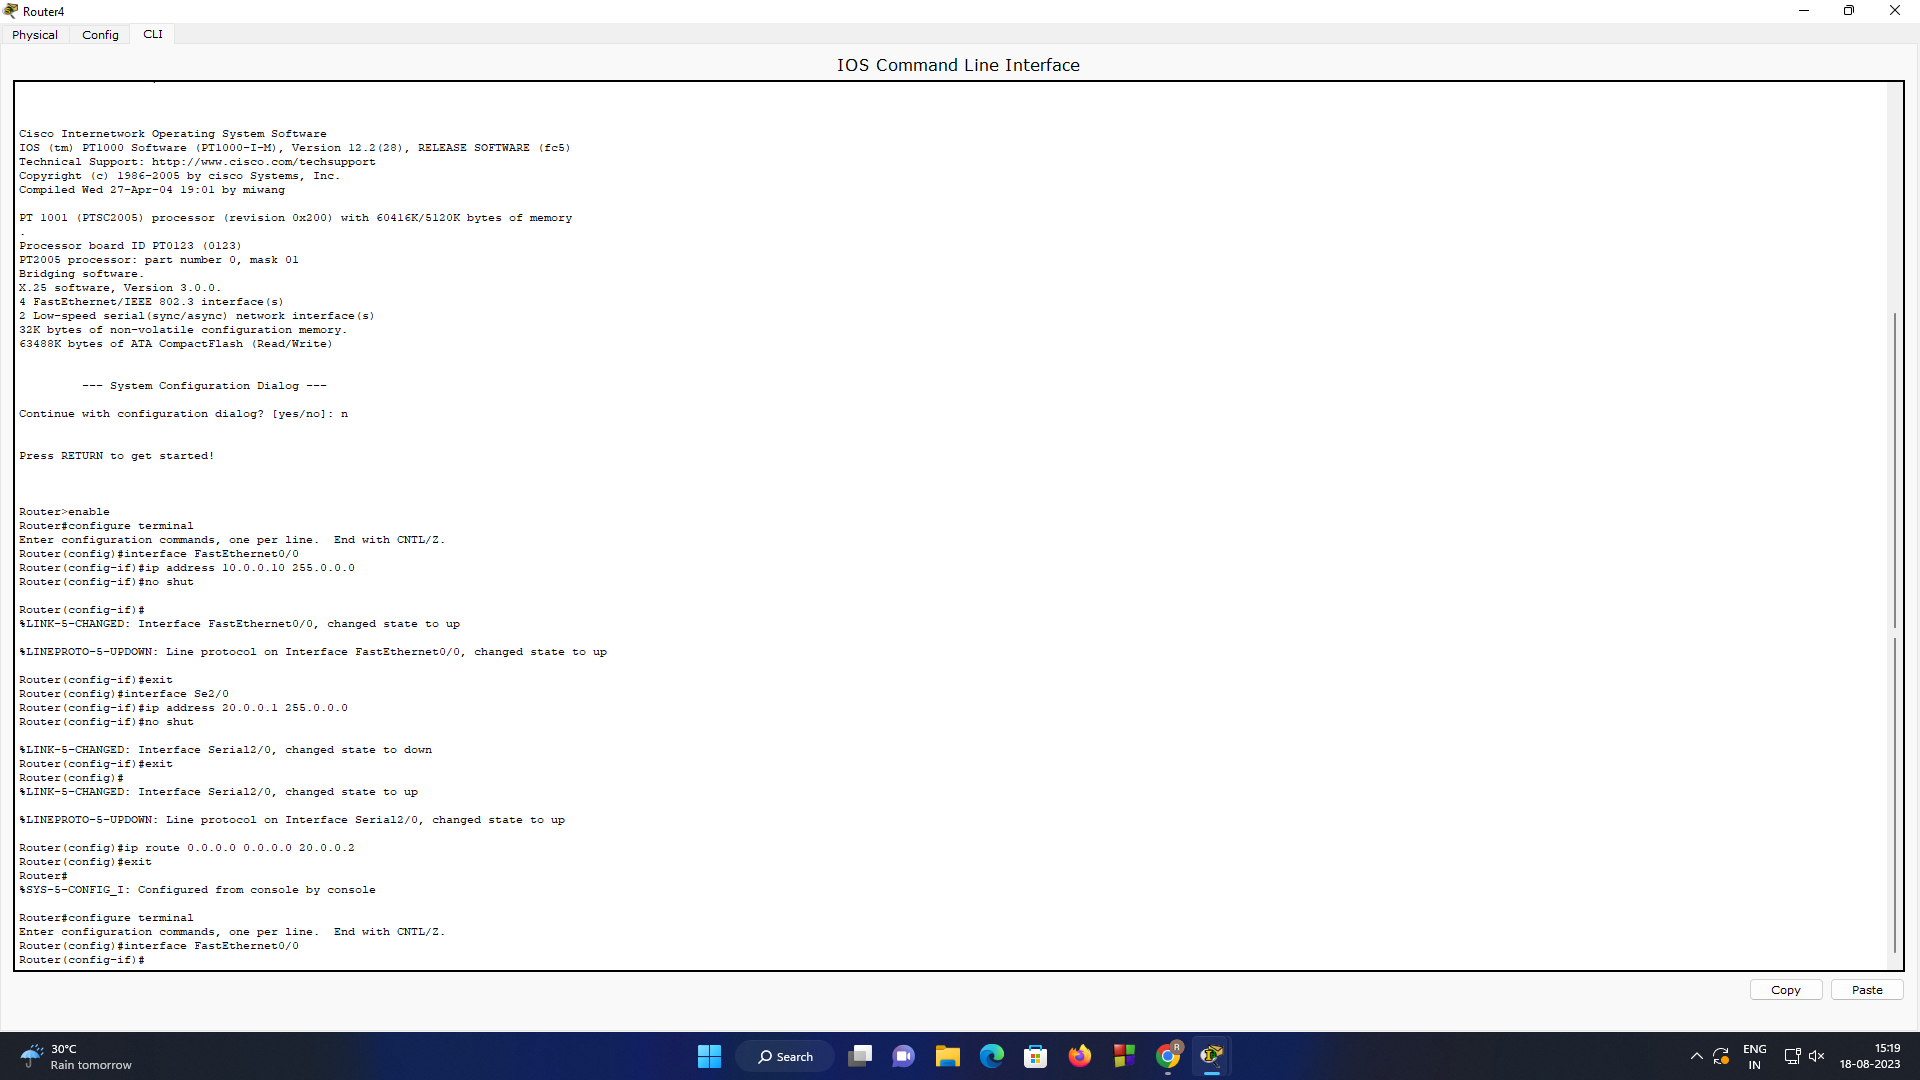 Router4
Physical
Config
CLI
IOS Command Line Interface
Cisco Internetwork Operating System Software
IOS (tm) PT1000 Software (PT1000-I-M), Version 12.2(28), RELEASE SOFTWARE (fc5)
Technical Support: http://www.cisco.com/techsupport
Copyright (c) 1986-2005 by cisco Systems, Inc.
Compiled Wed 27-Apr-04 19:01 by miwang
PT 1001 (PTSC2005) processor (revision 0x200) with 60416K/5120K bytes of memory
.
Processor board ID PT0123 (0123)
PT2005 processor: part number 0, mask 01
Bridging software.
X.25 software, Version 3.0.0.
4 FastEthernet/IEEE 802.3 interface(s)
2 Low-speed serial(sync/async) network interface(s)
32K bytes of non-volatile configuration memory.
63488K bytes of ATA CompactFlash (Read/Write)
--- System Configuration Dialog ---
Continue with configuration dialog? [yes/no]: n
Press RETURN to get started!
Router>enable
Router#configure terminal
Enter configuration commands, one per line.  End with CNTL/Z.
Router(config)#interface FastEthernet0/0
Router(config-if)#ip address 10.0.0.10 255.0.0.0
Router(config-if)#no shut
Router(config-if)#
%LINK-5-CHANGED: Interface FastEthernet0/0, changed state to up
%LINEPROTO-5-UPDOWN: Line protocol on Interface FastEthernet0/0, changed state to up
Router(config-if)#exit
Router(config)#interface Se2/0
Router(config-if)#ip address 20.0.0.1 255.0.0.0
Router(config-if)#no shut
%LINK-5-CHANGED: Interface Serial2/0, changed state to down
Router(config-if)#exit
Router(config)#
%LINK-5-CHANGED: Interface Serial2/0, changed state to up
%LINEPROTO-5-UPDOWN: Line protocol on Interface Serial2/0, changed state to up
Router(config)#ip route 0.0.0.0 0.0.0.0 20.0.0.2
Router(config)#exit
Router#
%SYS-5-CONFIG_I: Configured from console by console
Router#configure terminal
Enter configuration commands, one per line.  End with CNTL/Z.
Router(config)#interface FastEthernet0/0
Router(config-if)#
Copy
Paste
30°C
Rain tomorrow
Search
R
ENG
IN
15:19
18-08-2023